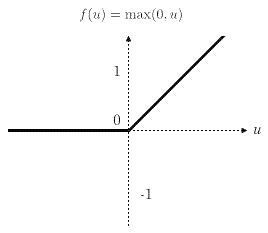 f(u) = max(0, u)
1
0
u
-1